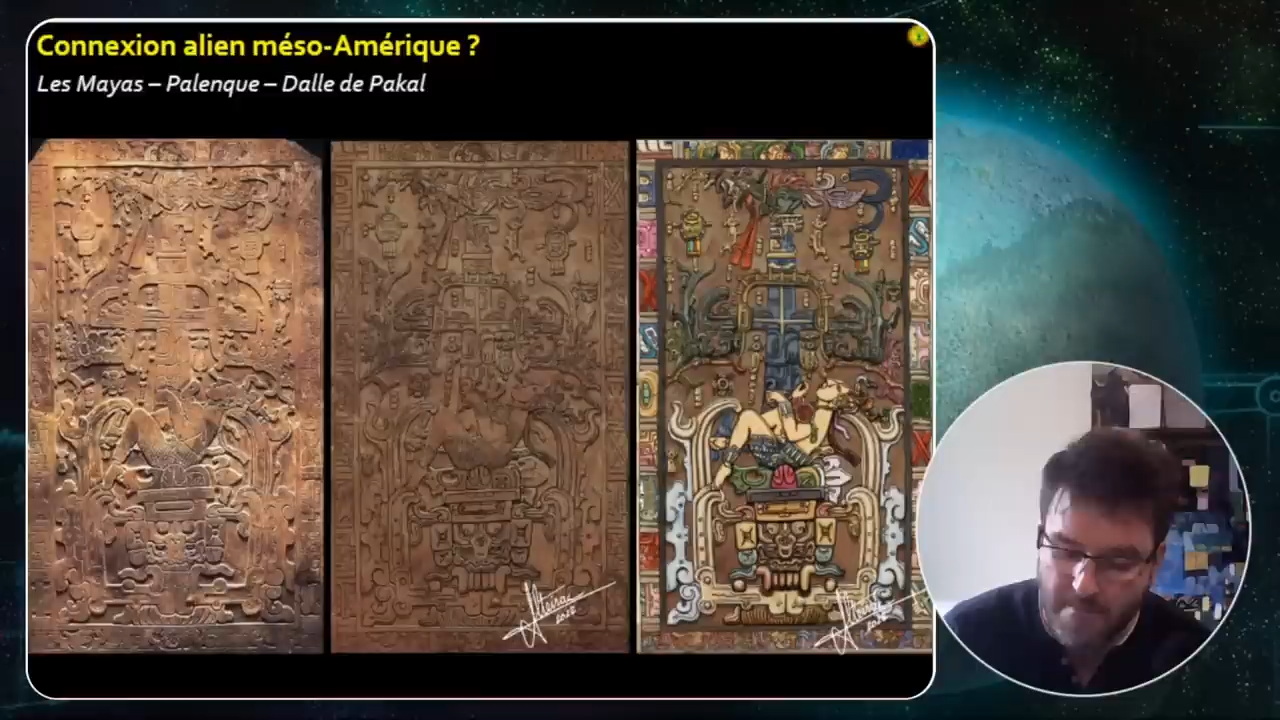 Connexion alien méso-Amérique ?
Les Mayas – Palenque – Dalle de Pakal